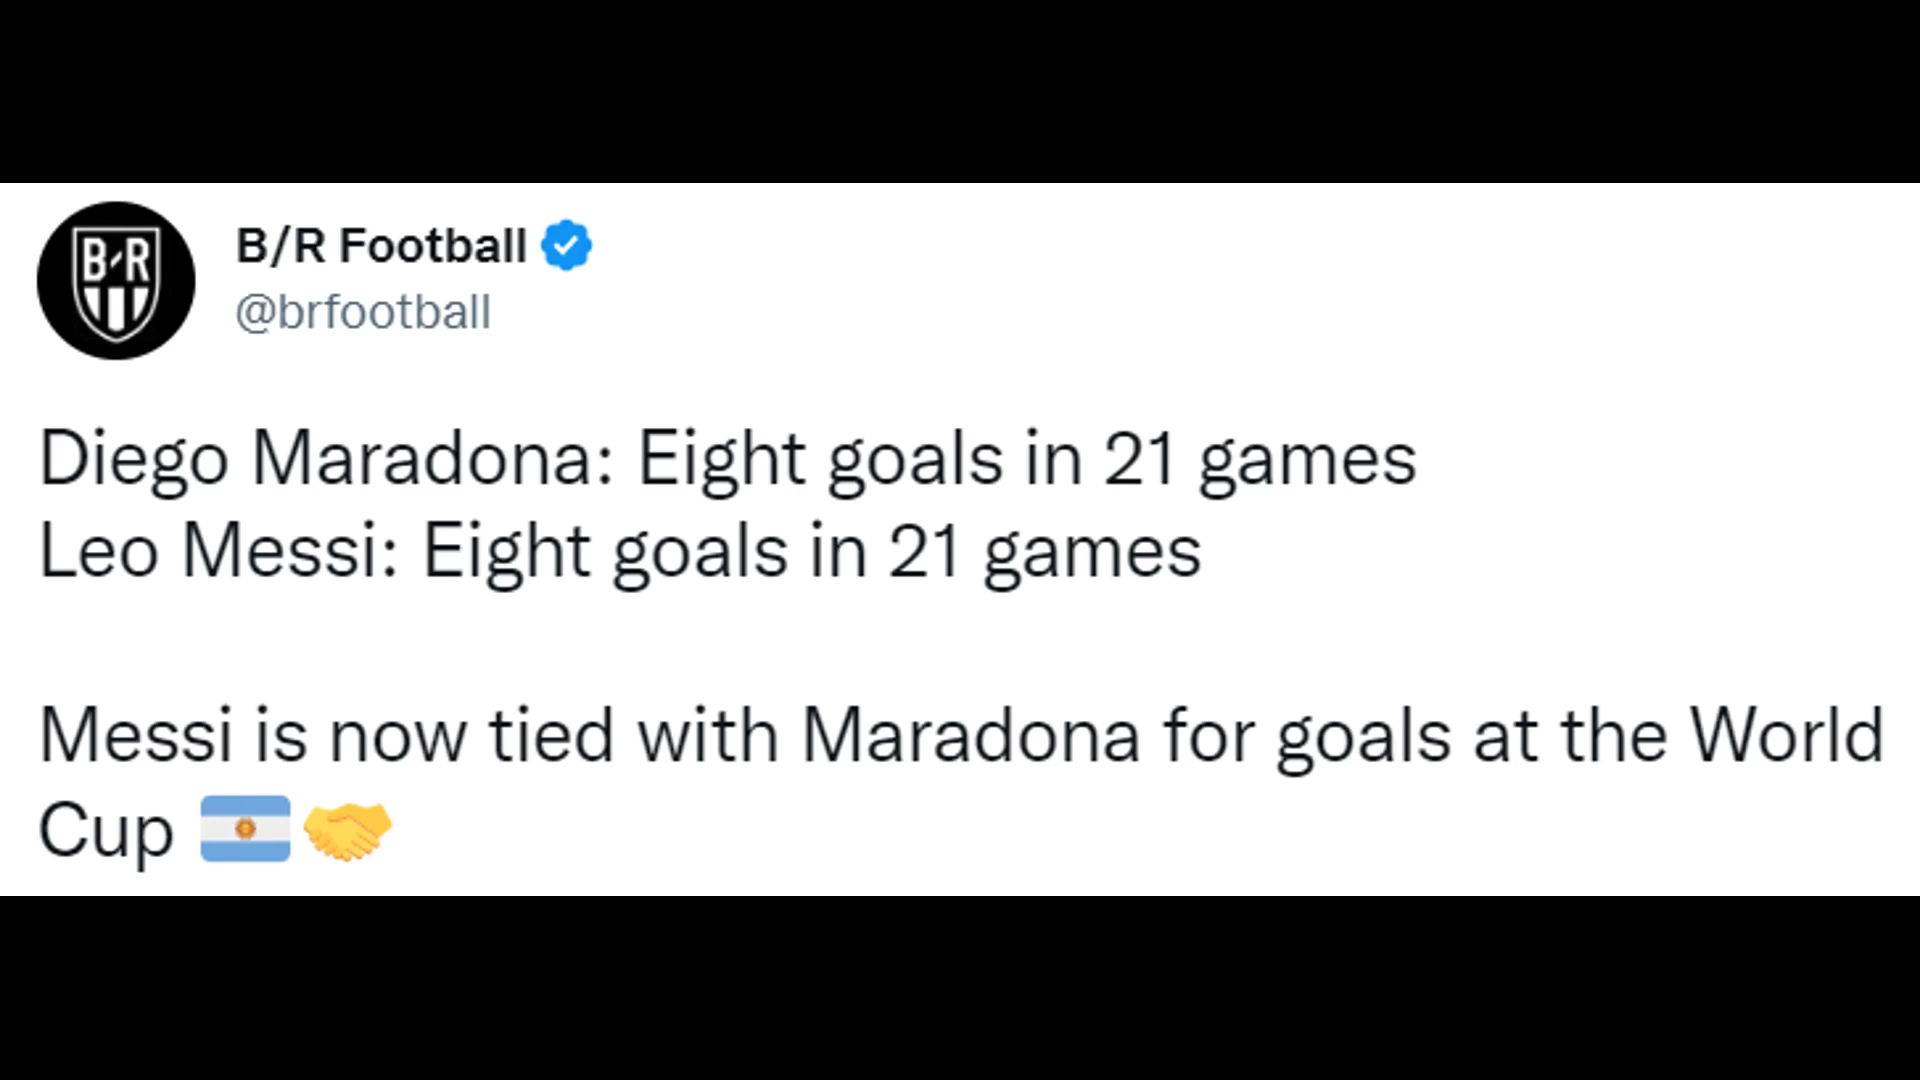 B/R
B/R Football
@brfootball
Diego Maradona: Eight goals in 21 games
Leo Messi: Eight goals in 21 games
Messi is now tied with Maradona for goals at the World
Cup 🇦🇷🤝